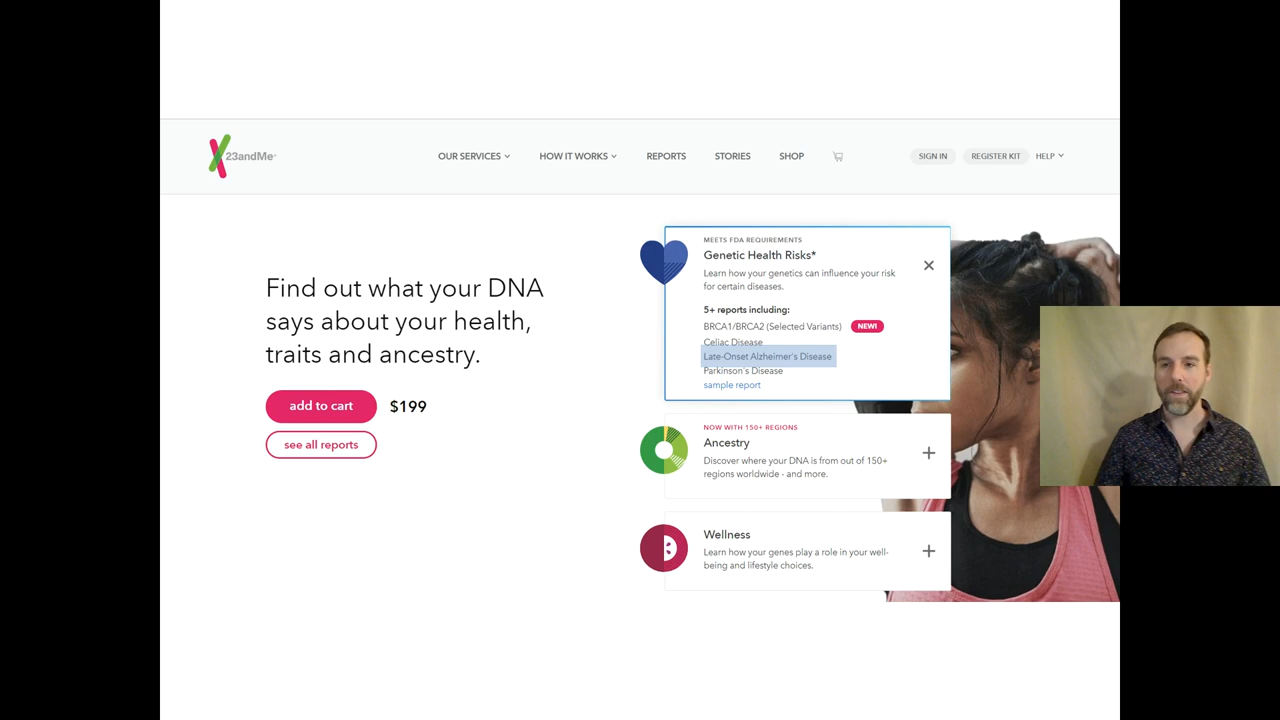 23andMe
OUR SERVICES
HOW IT WORKS
REPORTS
STORIES
SHOP
SIGN IN
REGISTER KIT
HELP
Find out what your DNA
says about your health,
traits and ancestry.
add to cart
$199
see all reports
MEETS FDA REQUIREMENTS
Genetic Health Risks*
Learn how your genetics can influence your risk
for certain diseases.
5+ reports including:
BRCA1/BRCA2 (Selected Variants) NEW!
Celiac Disease
Late-Onset Alzheimer's Disease
Parkinson's Disease
sample report
NOW WITH 150+ REGIONS
Ancestry
Discover where your DNA is from out of 150+
regions worldwide - and more.
Wellness
Learn how your genes play a role in your well-
being and lifestyle choices.